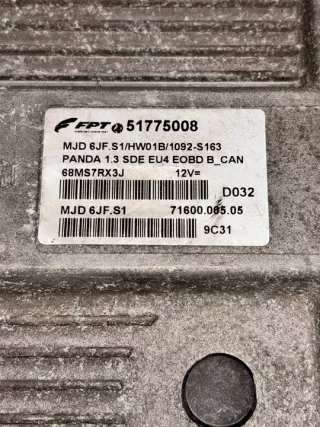 FPT 51775008
MJD 6JF.S1/HW01B/1092-S163
PANDA 1.3 SDE EU4 EOBD B_CAN
68MS7RX3J 12V=
D032
MJD 6JF.S1 71600.095.05
9C31